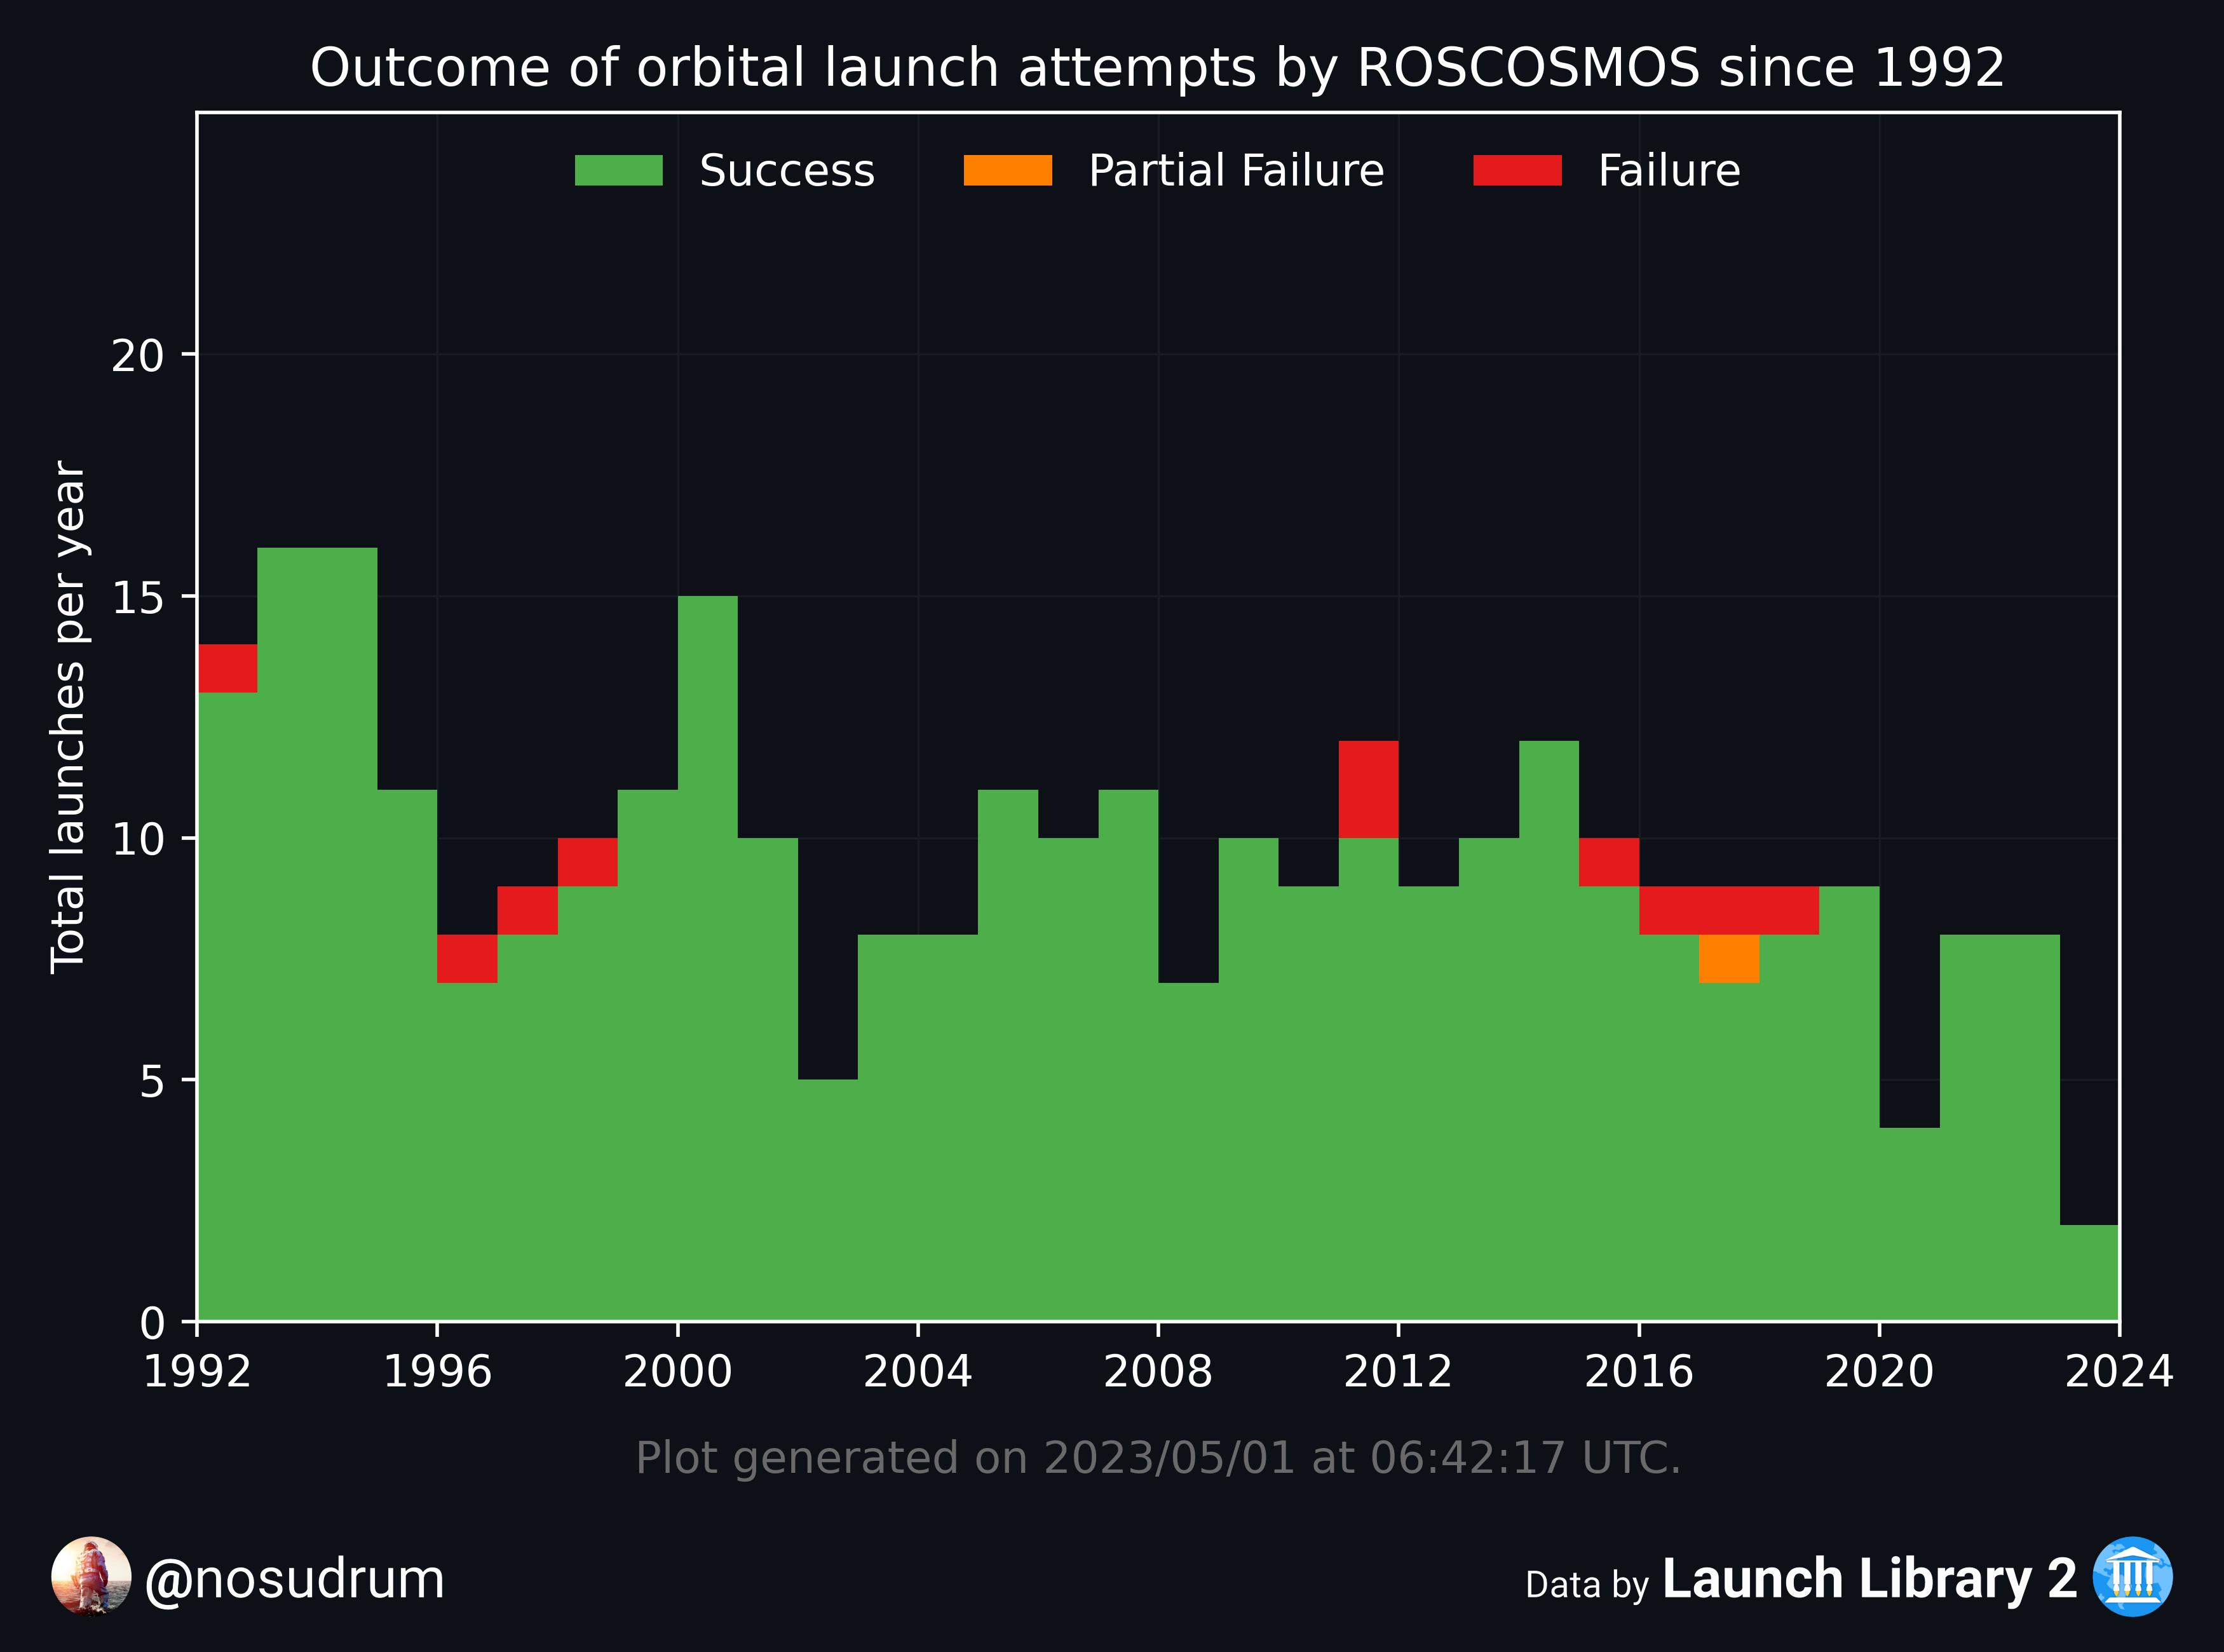 Outcome of orbital launch attempts by ROSCOSMOS since 1992
Success Partial Failure Failure
Total launches per year
20
15
10
5
0
1992 1996 2000 2004 2008 2012 2016 2020 2024
Plot generated on 2023/05/01 at 06:42:17 UTC.
@nosudrum
Data by Launch Library 2